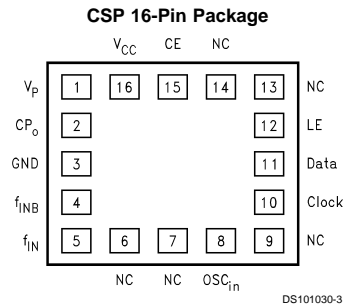 CSP 16-Pin Package
VCC CE NC
16 15 14
VP 1 13 NC
CPo 2 12 LE
GND 3 11 Data
fINB 4 10 Clock
fIN 5 6 7 8 9 NC
NC NC OSCin
DS101030-3